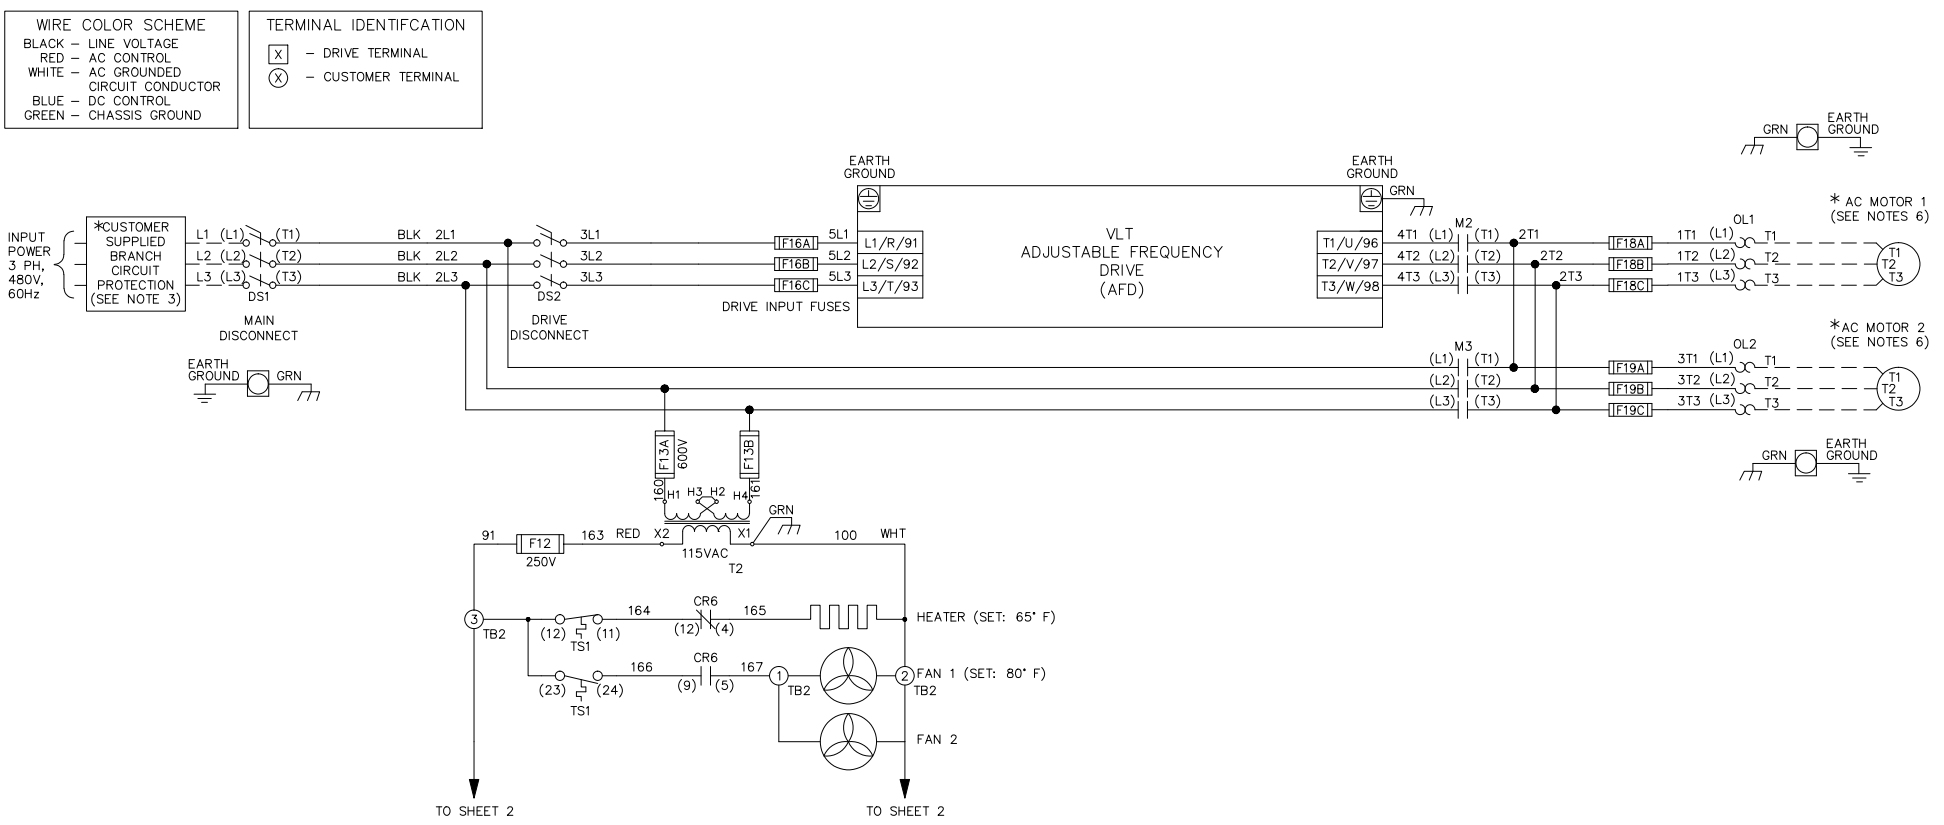 WIRE COLOR SCHEME
BLACK – LINE VOLTAGE
RED – AC CONTROL
WHITE – AC GROUNDED
CIRCUIT CONDUCTOR
BLUE – DC CONTROL
GREEN – CHASSIS GROUND
TERMINAL IDENTIFCATION
X – DRIVE TERMINAL
X – CUSTOMER TERMINAL
INPUT
POWER
3 PH,
480V,
60Hz
*CUSTOMER
SUPPLIED
BRANCH
CIRCUIT
PROTECTION
(SEE NOTE 3)
L1 (L1) (T1) BLK 2L1 3L1 F16A 5L1 L1/R/91
L2 (L2) (T2) BLK 2L2 3L2 F16B 5L2 L2/S/92
L3 (L3) (T3) BLK 2L3 3L3 F16C 5L3 L3/T/93
DS1
MAIN
DISCONNECT
DS2
DRIVE
DISCONNECT
DRIVE INPUT FUSES
EARTH
GROUND
GRN
EARTH
GROUND
VLT
ADJUSTABLE FREQUENCY
DRIVE
(AFD)
EARTH
GROUND
GRN
M2
OL1
T1/U/96 4T1 (L1) (T1) 2T1 F18A 1T1 (L1) T1
T2/V/97 4T2 (L2) (T2) 2T2 F18B 1T2 (L2) T2
T3/W/98 4T3 (L3) (T3) 2T3 F18C 1T3 (L3) T3
GRN
EARTH
GROUND
* AC MOTOR 1
(SEE NOTES 6)
T1
T2
T3
M3
OL2
(L1) (T1) F19A 3T1 (L1) T1
(L2) (T2) F19B 3T2 (L2) T2
(L3) (T3) F19C 3T3 (L3) T3
*AC MOTOR 2
(SEE NOTES 6)
T1
T2
T3
GRN
EARTH
GROUND
F13A
600V
F13B
160
161
H1 H3 H2 H4
GRN
91 F12 163 RED X2 X1 100 WHT
250V
115VAC
T2
3
TB2
(12) (11)
TS1
164
CR6
(12) (4)
165
HEATER (SET: 65° F)
(23) (24)
TS1
166
CR6
(9) (5)
167
1
TB2
2
TB2
FAN 1 (SET: 80° F)
FAN 2
TO SHEET 2
TO SHEET 2